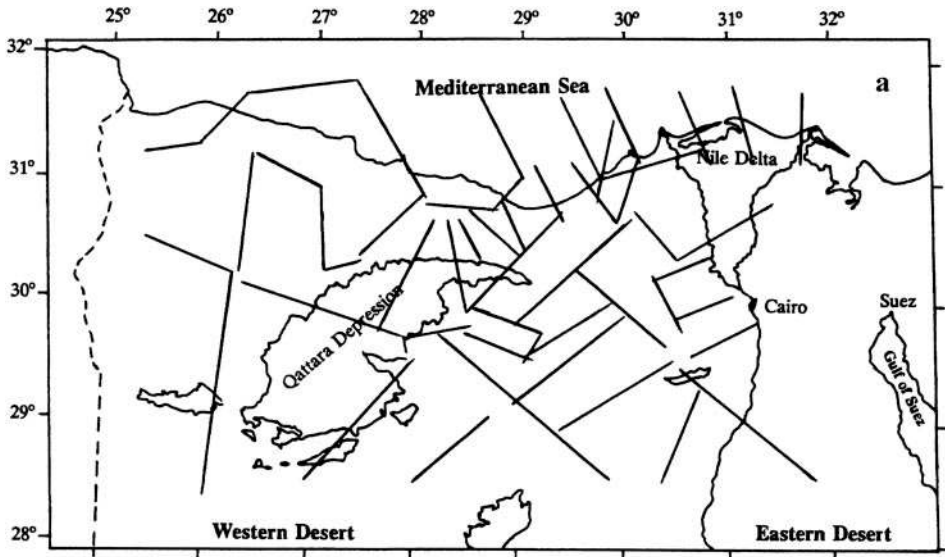 25° 26° 27° 28° 29° 30° 31° 32°
32°
Mediterranean Sea
a
31°
Nile Delta
30°
Cairo
Suez
Qattara Depression
Gulf of Suez
29°
28°
Western Desert
Eastern Desert